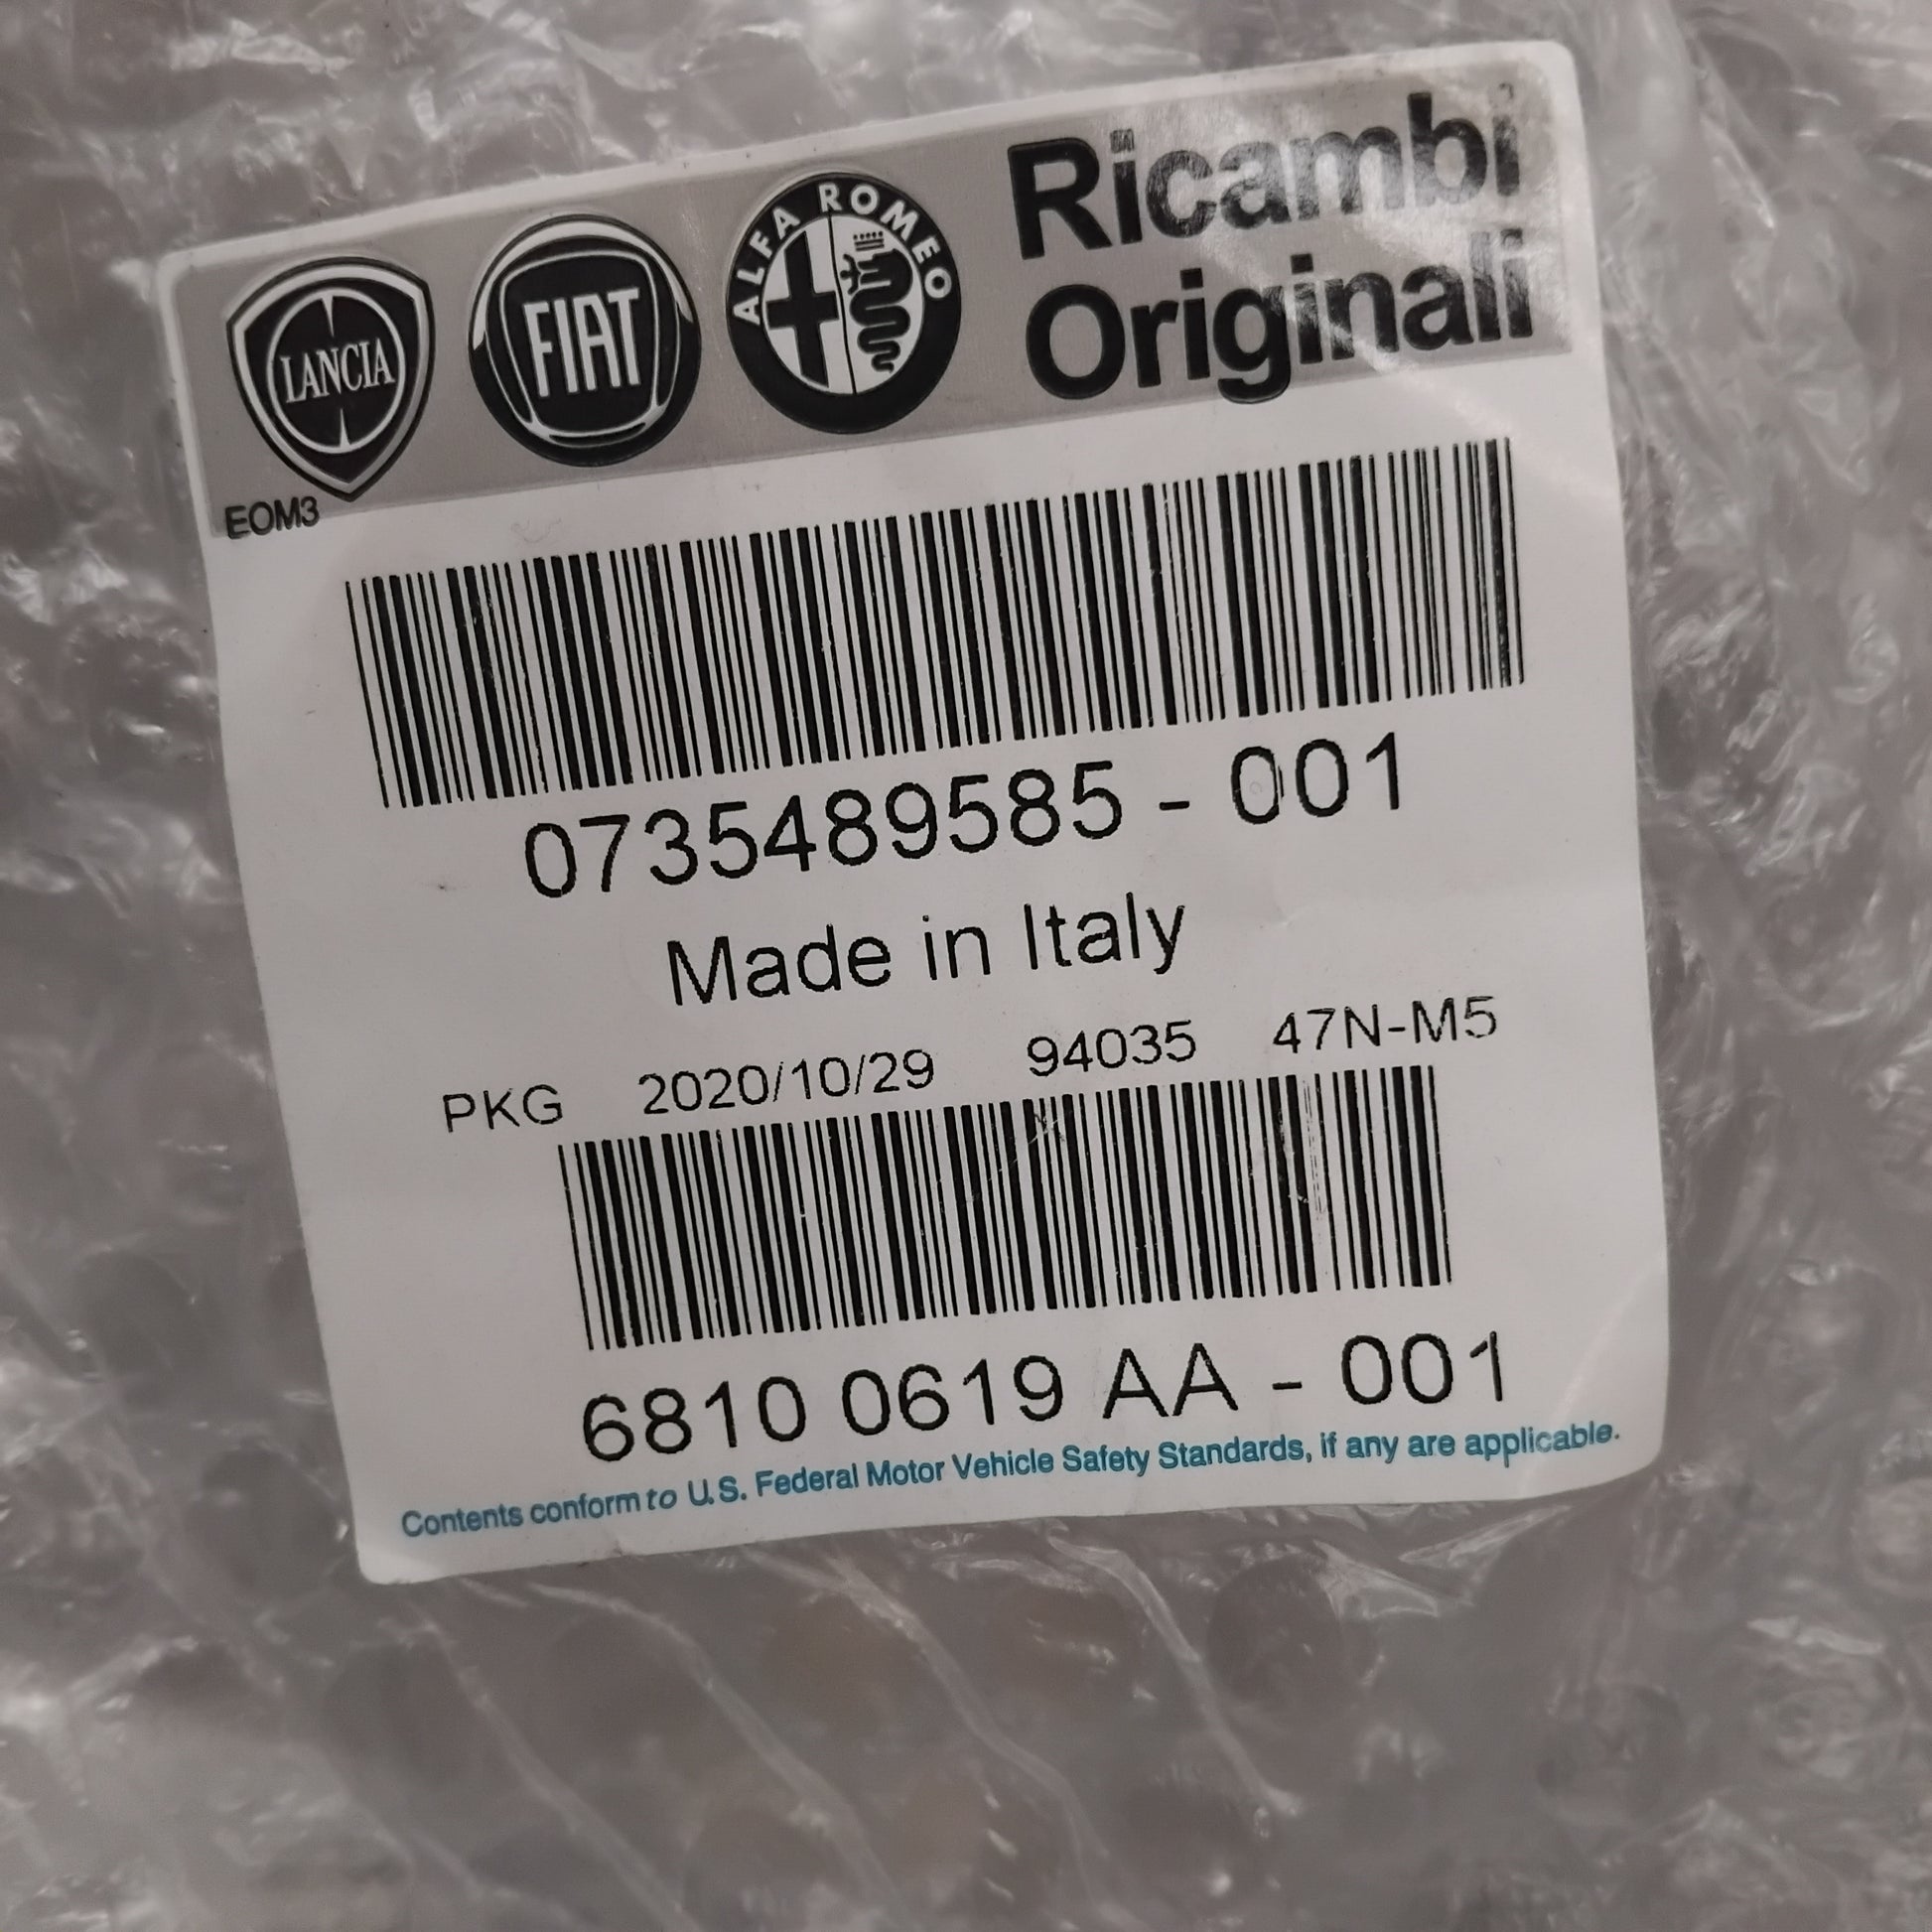 LANCIA
FIAT
ALFA ROMEO
Ricambi
Originali
EOM3
0735489585 - 001
Made in Italy
PKG 2020/10/29 94035 47N-M5
6810 0619 AA - 001
Contents conform to U.S. Federal Motor Vehicle Safety Standards, if any are applicable.